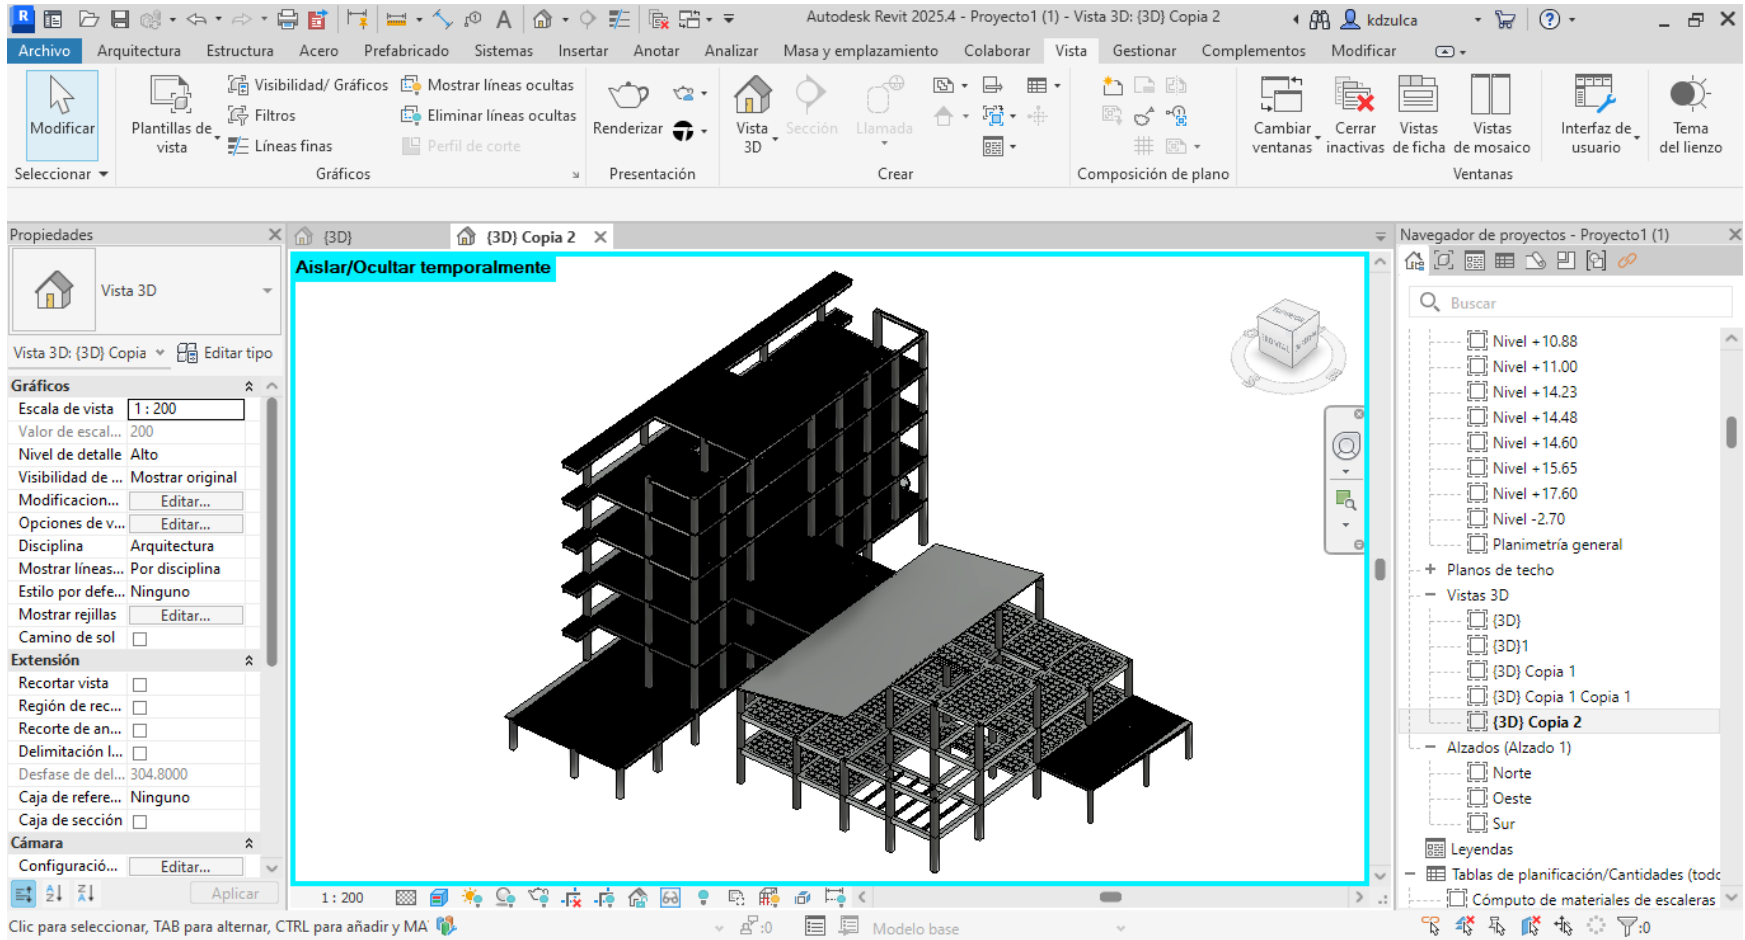 Autodesk Revit 2025.4 - Proyecto1 (1) - Vista 3D: {3D} Copia 2
kdzulca
Archivo Arquitectura Estructura Acero Prefabricado Sistemas Insertar Anotar Analizar Masa y emplazamiento Colaborar Vista Gestionar Complementos Modificar
Modificar
Seleccionar
Plantillas de vista
Visibilidad/ Gráficos
Filtros
Líneas finas
Mostrar líneas ocultas
Eliminar líneas ocultas
Perfil de corte
Gráficos
Renderizar
Presentación
Vista 3D
Sección
Llamada
Crear
Composición de plano
Cambiar ventanas
Cerrar inactivas
Vistas de ficha
Vistas de mosaico
Interfaz de usuario
Tema del lienzo
Ventanas
Propiedades
Vista 3D
Vista 3D: {3D} Copia
Editar tipo
Gráficos
Escala de vista 1 : 200
Valor de escal... 200
Nivel de detalle Alto
Visibilidad de ... Mostrar original
Modificacion... Editar...
Opciones de v... Editar...
Disciplina Arquitectura
Mostrar líneas... Por disciplina
Estilo por defe... Ninguno
Mostrar rejillas Editar...
Camino de sol
Extensión
Recortar vista
Región de rec...
Recorte de an...
Delimitación l...
Desfase de del... 304.8000
Caja de refere... Ninguno
Caja de sección
Cámara
Configuració... Editar...
Aplicar
{3D}
{3D} Copia 2
Aislar/Ocultar temporalmente
1 : 200
Navegador de proyectos - Proyecto1 (1)
Buscar
Nivel +10.88
Nivel +11.00
Nivel +14.23
Nivel +14.48
Nivel +14.60
Nivel +15.65
Nivel +17.60
Nivel -2.70
Planimetría general
Planos de techo
Vistas 3D
{3D}
{3D}1
{3D} Copia 1
{3D} Copia 1 Copia 1
{3D} Copia 2
Alzados (Alzado 1)
Norte
Oeste
Sur
Leyendas
Tablas de planificación/Cantidades (todo
Cómputo de materiales de escaleras
Clic para seleccionar, TAB para alternar, CTRL para añadir y MA
:0
Modelo base
:0